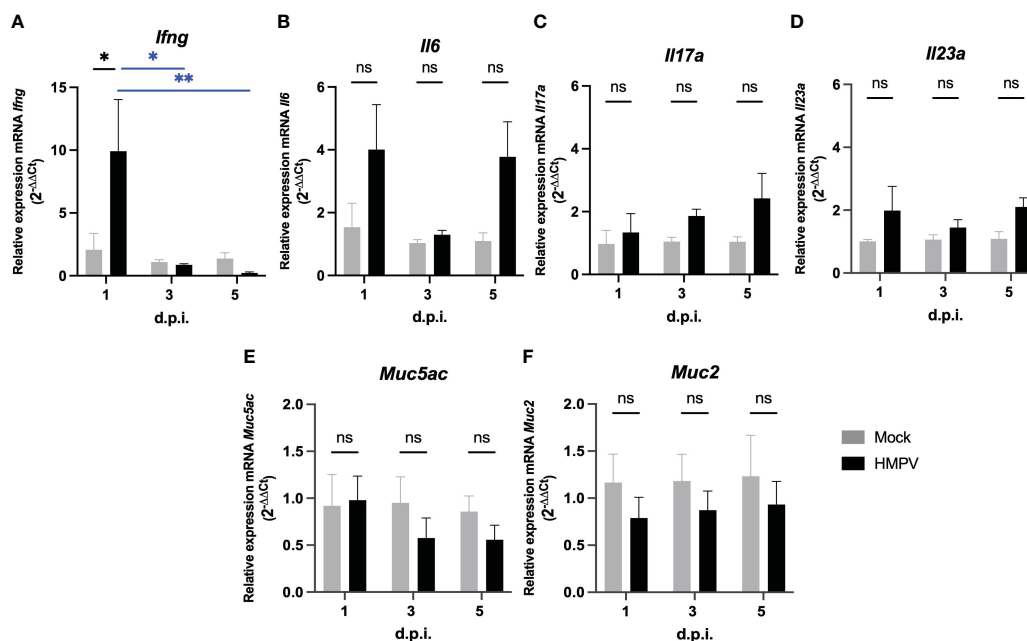 A
Ifng
*
*
**
Relative expression mRNA Ifng
(2-ΔΔCt)
15
10
5
0
1
3
5
d.p.i.
B
Il6
ns
ns
ns
Relative expression mRNA Il6
(2-ΔΔCt)
6
4
2
0
1
3
5
d.p.i.
C
Il17a
ns
ns
ns
Relative expression mRNA Il17a
(2-ΔΔCt)
6
4
2
0
1
3
5
d.p.i.
D
Il23a
ns
ns
ns
Relative expression mRNA Il23a
(2-ΔΔCt)
6
4
2
0
1
3
5
d.p.i.
E
Muc5ac
ns
ns
ns
Relative expression mRNA Muc5ac
(2-ΔΔCt)
2.0
1.5
1.0
0.5
0.0
1
3
5
d.p.i.
F
Muc2
ns
ns
ns
Relative expression mRNA Muc2
(2-ΔΔCt)
2.0
1.5
1.0
0.5
0.0
1
3
5
d.p.i.
Mock
HMPV